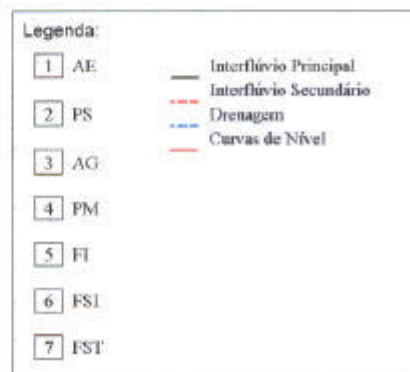 Legenda:
1 AE
2 PS
3 AG
4 PM
5 FI
6 FSI
7 FST
Interflúvio Principal
Interflúvio Secundário
Drenagem
Curvas de Nível